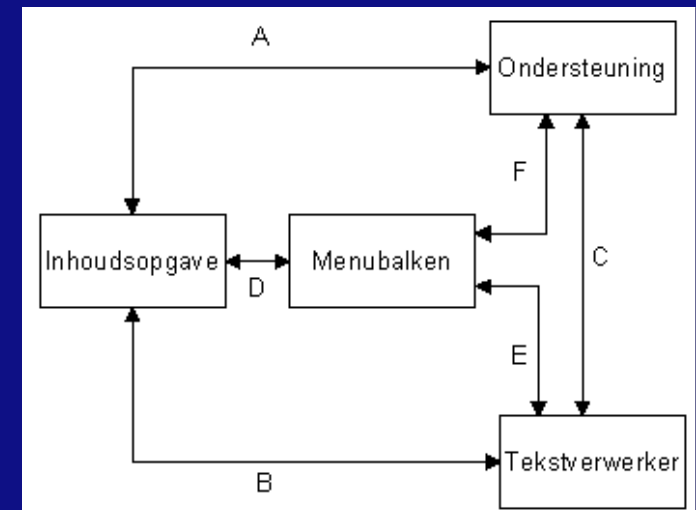 A
Ondersteuning
F
Inhoudsopgave
Menubalken
C
D
E
Tekstverwerker
B